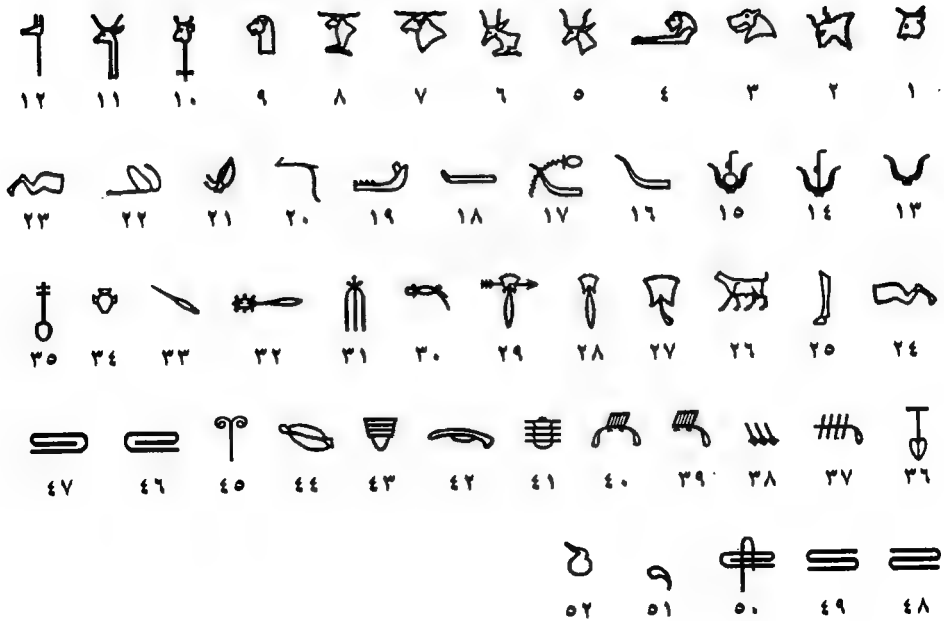 ١ ٢ ٣ ٤ ٥ ٦ ٧ ٨ ٩ ١٠ ١١ ١٢
١٣ ١٤ ١٥ ١٦ ١٧ ١٨ ١٩ ٢٠ ٢١ ٢٢ ٢٣
٢٤ ٢٥ ٢٦ ٢٧ ٢٨ ٢٩ ٣٠ ٣١ ٣٢ ٣٣ ٣٤ ٣٥
٣٦ ٣٧ ٣٨ ٣٩ ٤٠ ٤١ ٤٢ ٤٣ ٤٤ ٤٥ ٤٦ ٤٧
٤٨ ٤٩ ٥٠ ٥١ ٥٢